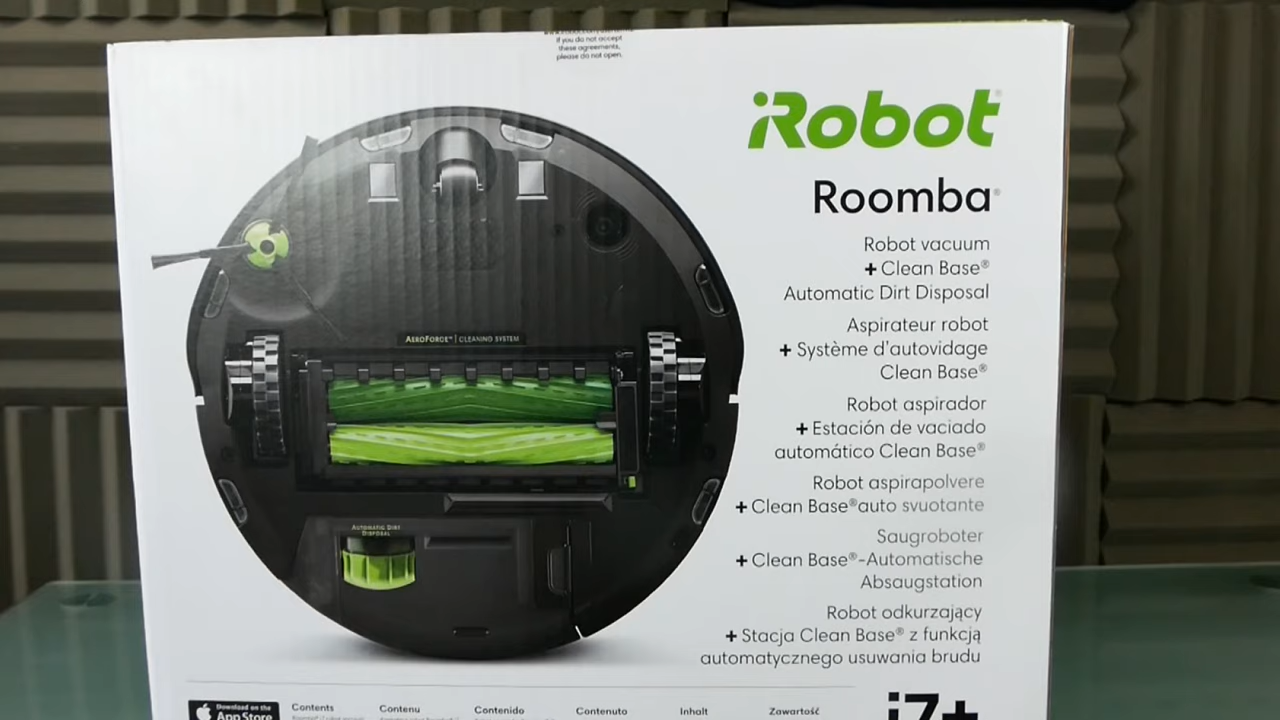 if you do not accept
these agreements,
please do not open.
iRobot®
Roomba®
Robot vacuum
+ Clean Base®
Automatic Dirt Disposal
Aspirateur robot
+ Système d'autovidage
Clean Base®
Robot aspirador
+ Estación de vaciado
automático Clean Base®
Robot aspirapolvere
+ Clean Base®auto svuotante
Saugroboter
+ Clean Base®-Automatische
Absaugstation
Robot odkurzający
+ Stacja Clean Base® z funkcją
automatycznego usuwania brudu
AeroForce™ | Cleaning System
Automatic Dirt
Disposal
i7+
Download on the
App Store
Contents
Contenu
Contenido
Contenuto
Inhalt
Zawartość